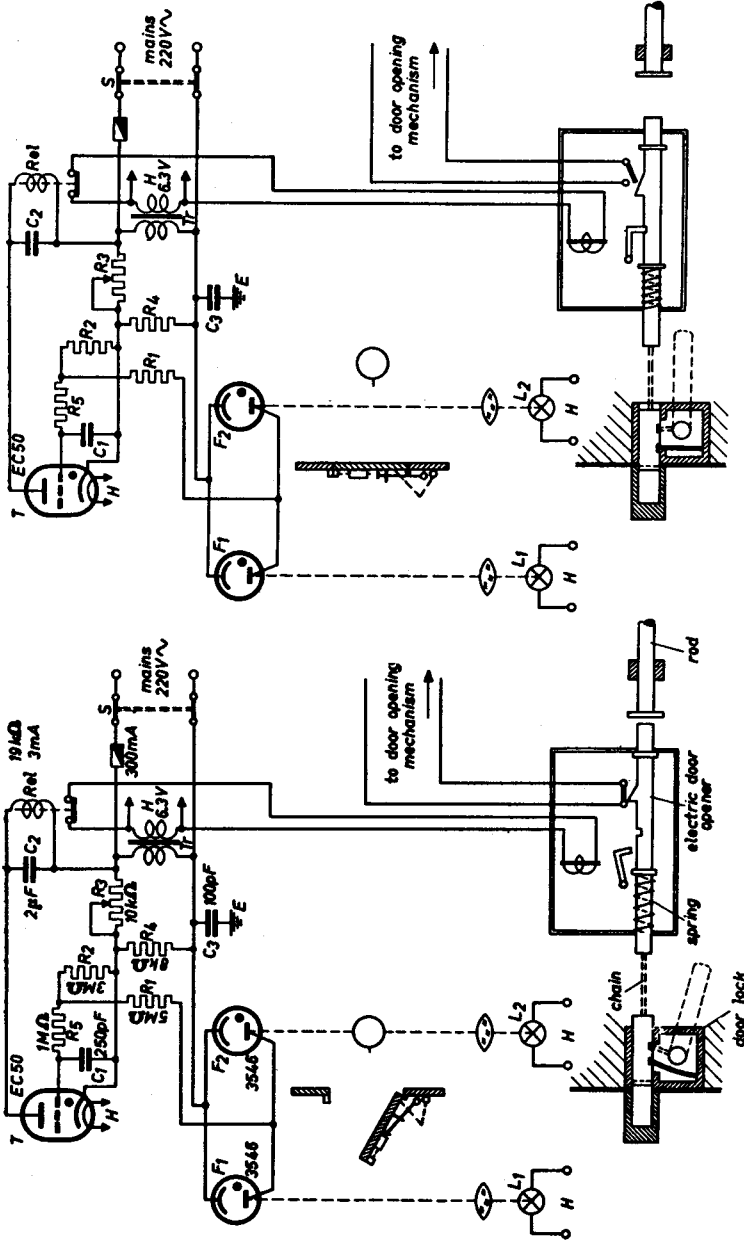 T
EC50
19kΩ
3mA
Rel
2µF
C2
1MΩ
R5
250pF
C1
H
R2
3MΩ
R3
10kΩ
R4
8kΩ
R1
5MΩ
S
300mA
mains
220V~
H
6.3V
Tr
C3
100pF
E
F1
3546
F2
3546
to door opening
mechanism
L1
H
L2
H
chain
spring
electric door
opener
rod
door lock
T
EC50
Rel
C2
R5
C1
H
R2
R3
R4
R1
S
mains
220V~
H
6.3V
Tr
C3
E
F1
F2
to door opening
mechanism
L1
H
L2
H